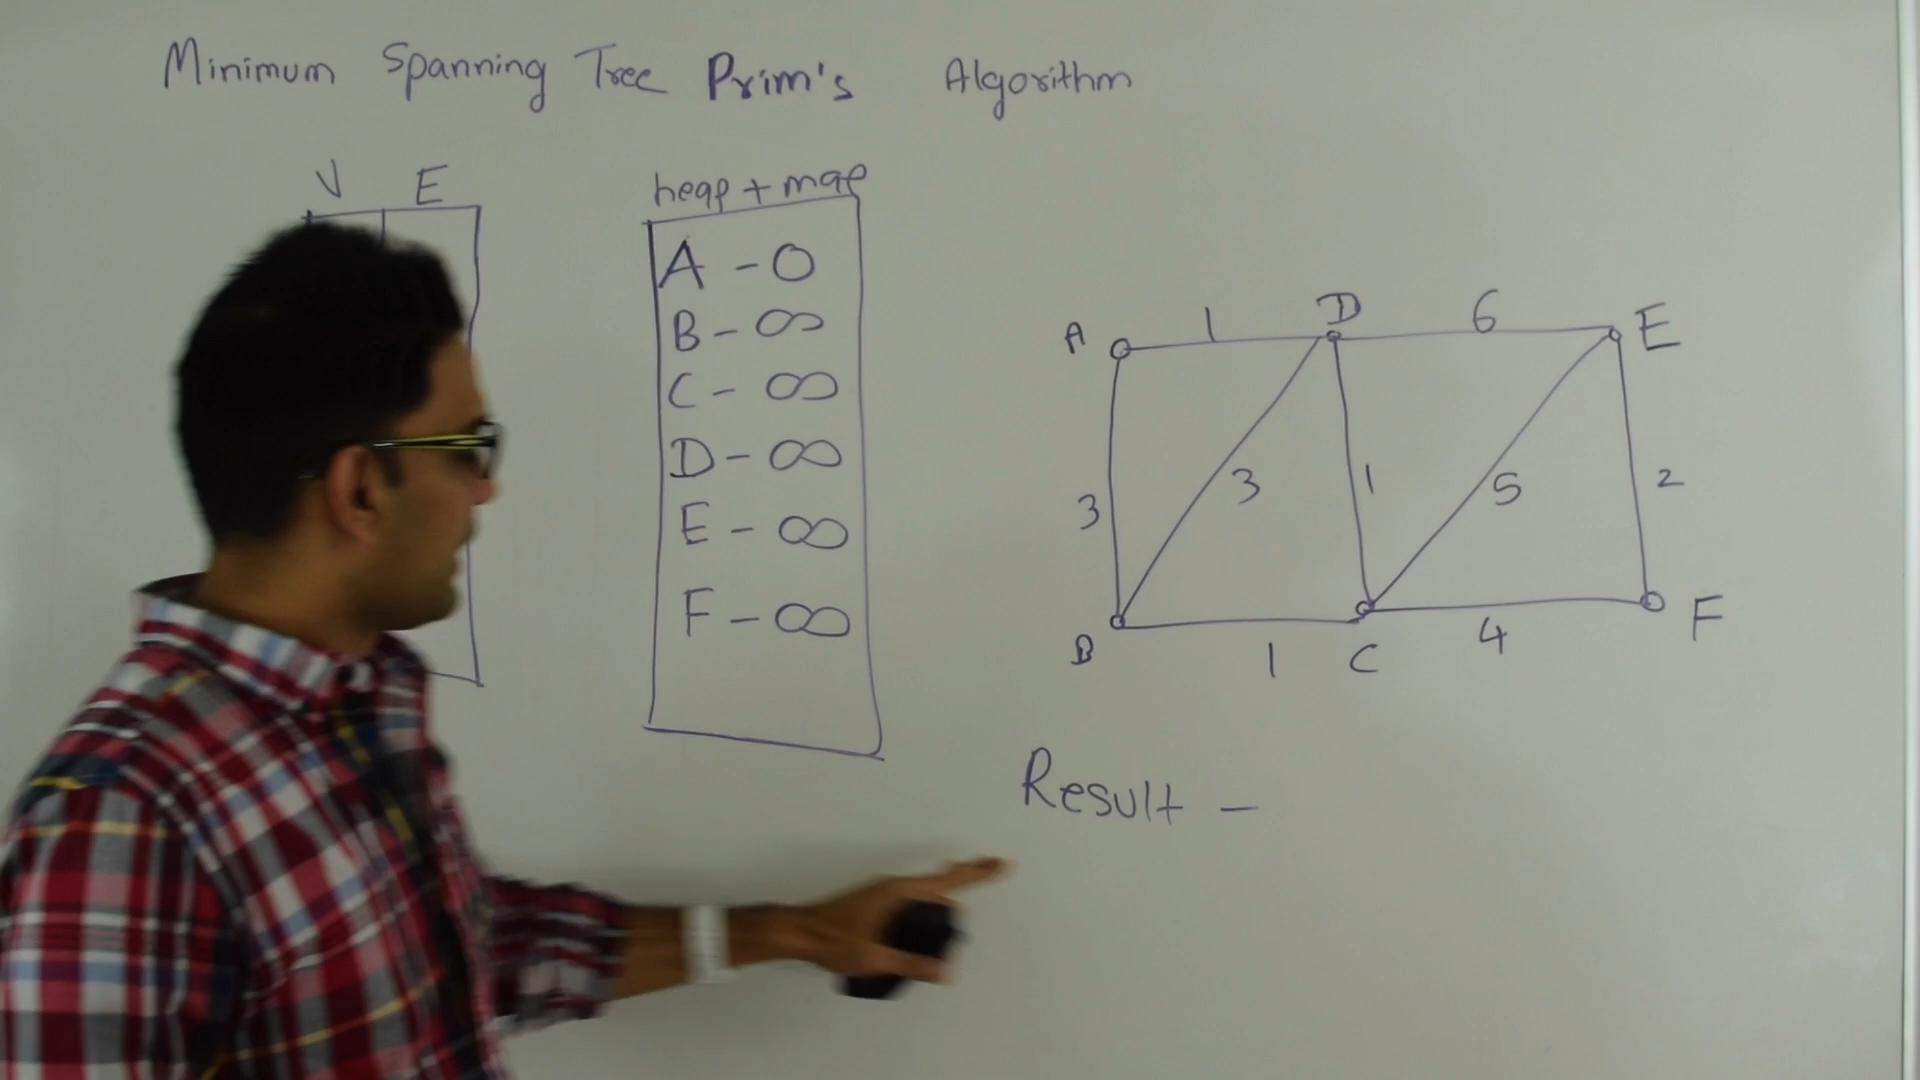 Minimum Spanning Tree Prim's Algorithm
V E
heap + map
A - 0
B - ∞
C - ∞
D - ∞
E - ∞
F - ∞
A 1 D 6 E
3 3 1 5 2
B 1 C 4 F
Result -